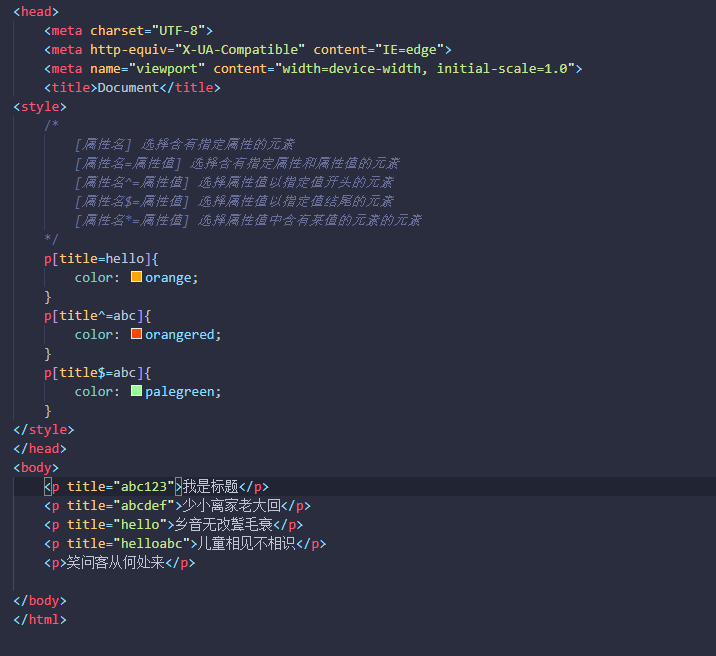 <head>
<meta charset="UTF-8">
<meta http-equiv="X-UA-Compatible" content="IE=edge">
<meta name="viewport" content="width=device-width, initial-scale=1.0">
<title>Document</title>
<style>
/*
[属性名] 选择含有指定属性的元素
[属性名=属性值] 选择含有指定属性和属性值的元素
[属性名^=属性值] 选择属性值以指定值开头的元素
[属性名$=属性值] 选择属性值以指定值结尾的元素
[属性名*=属性值] 选择属性值中含有某值的元素的元素
*/
p[title=hello]{
color: orange;
}
p[title^=abc]{
color: orangered;
}
p[title$=abc]{
color: palegreen;
}
</style>
</head>
<body>
<p title="abc123">我是标题</p>
<p title="abcdef">少小离家老大回</p>
<p title="hello">乡音无改鬓毛衰</p>
<p title="helloabc">儿童相见不相识</p>
<p>笑问客从何处来</p>
</body>
</html>